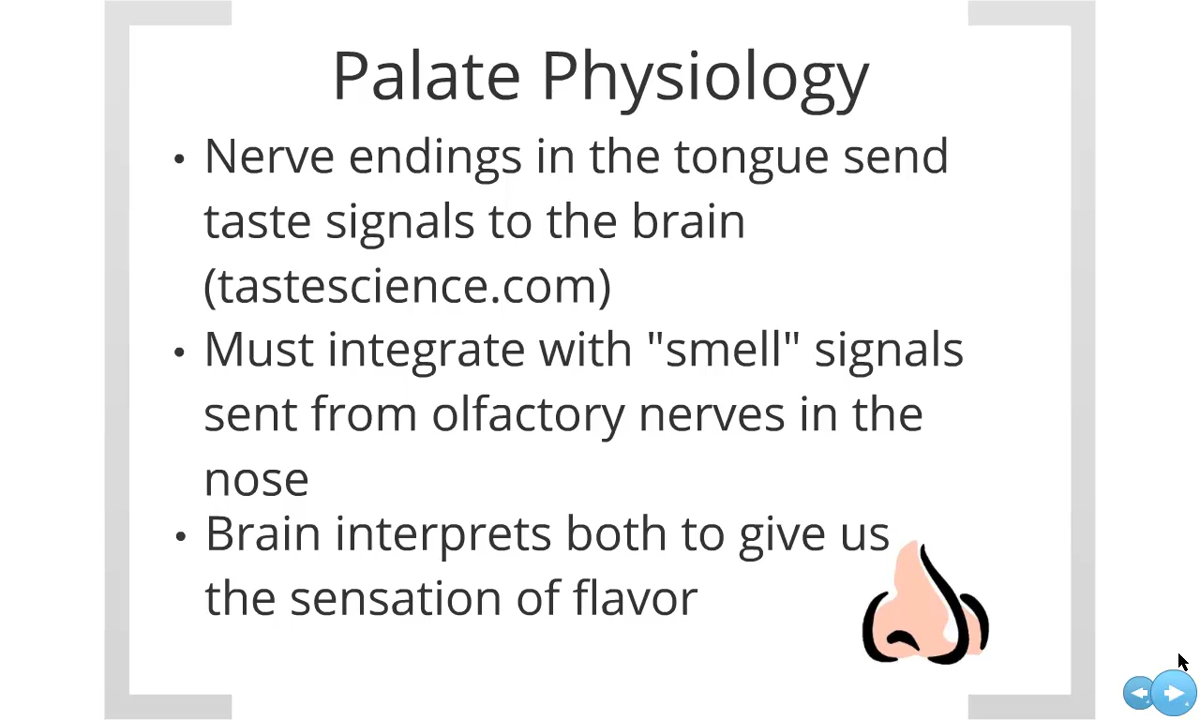 Palate Physiology
• Nerve endings in the tongue send
taste signals to the brain
(tastescience.com)
• Must integrate with "smell" signals
sent from olfactory nerves in the
nose
• Brain interprets both to give us
the sensation of flavor